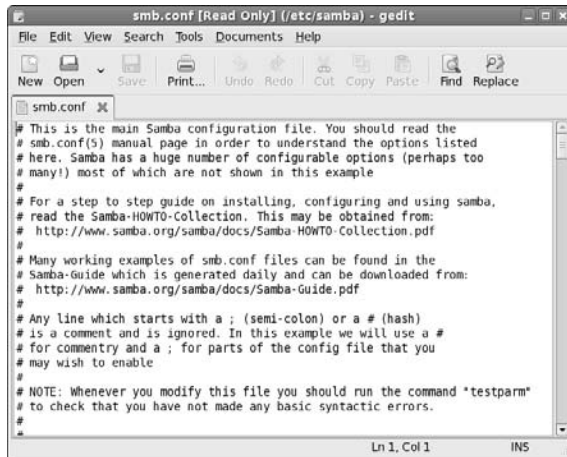 smb.conf [Read Only] (/etc/samba) - gedit
File Edit View Search Tools Documents Help
New Open Save Print... Undo Redo Cut Copy Paste Find Replace
smb.conf
# This is the main Samba configuration file. You should read the
# smb.conf(5) manual page in order to understand the options listed
# here. Samba has a huge number of configurable options (perhaps too
# many!) most of which are not shown in this example
#
# For a step to step guide on installing, configuring and using samba,
# read the Samba-HOWTO-Collection. This may be obtained from:
#  http://www.samba.org/samba/docs/Samba-HOWTO-Collection.pdf
#
# Many working examples of smb.conf files can be found in the
# Samba-Guide which is generated daily and can be downloaded from:
#  http://www.samba.org/samba/docs/Samba-Guide.pdf
#
# Any line which starts with a ; (semi-colon) or a # (hash)
# is a comment and is ignored. In this example we will use a #
# for commentry and a ; for parts of the config file that you
# may wish to enable
#
# NOTE: Whenever you modify this file you should run the command "testparm"
# to check that you have not made any basic syntactic errors.
#
#
Ln 1, Col 1 INS